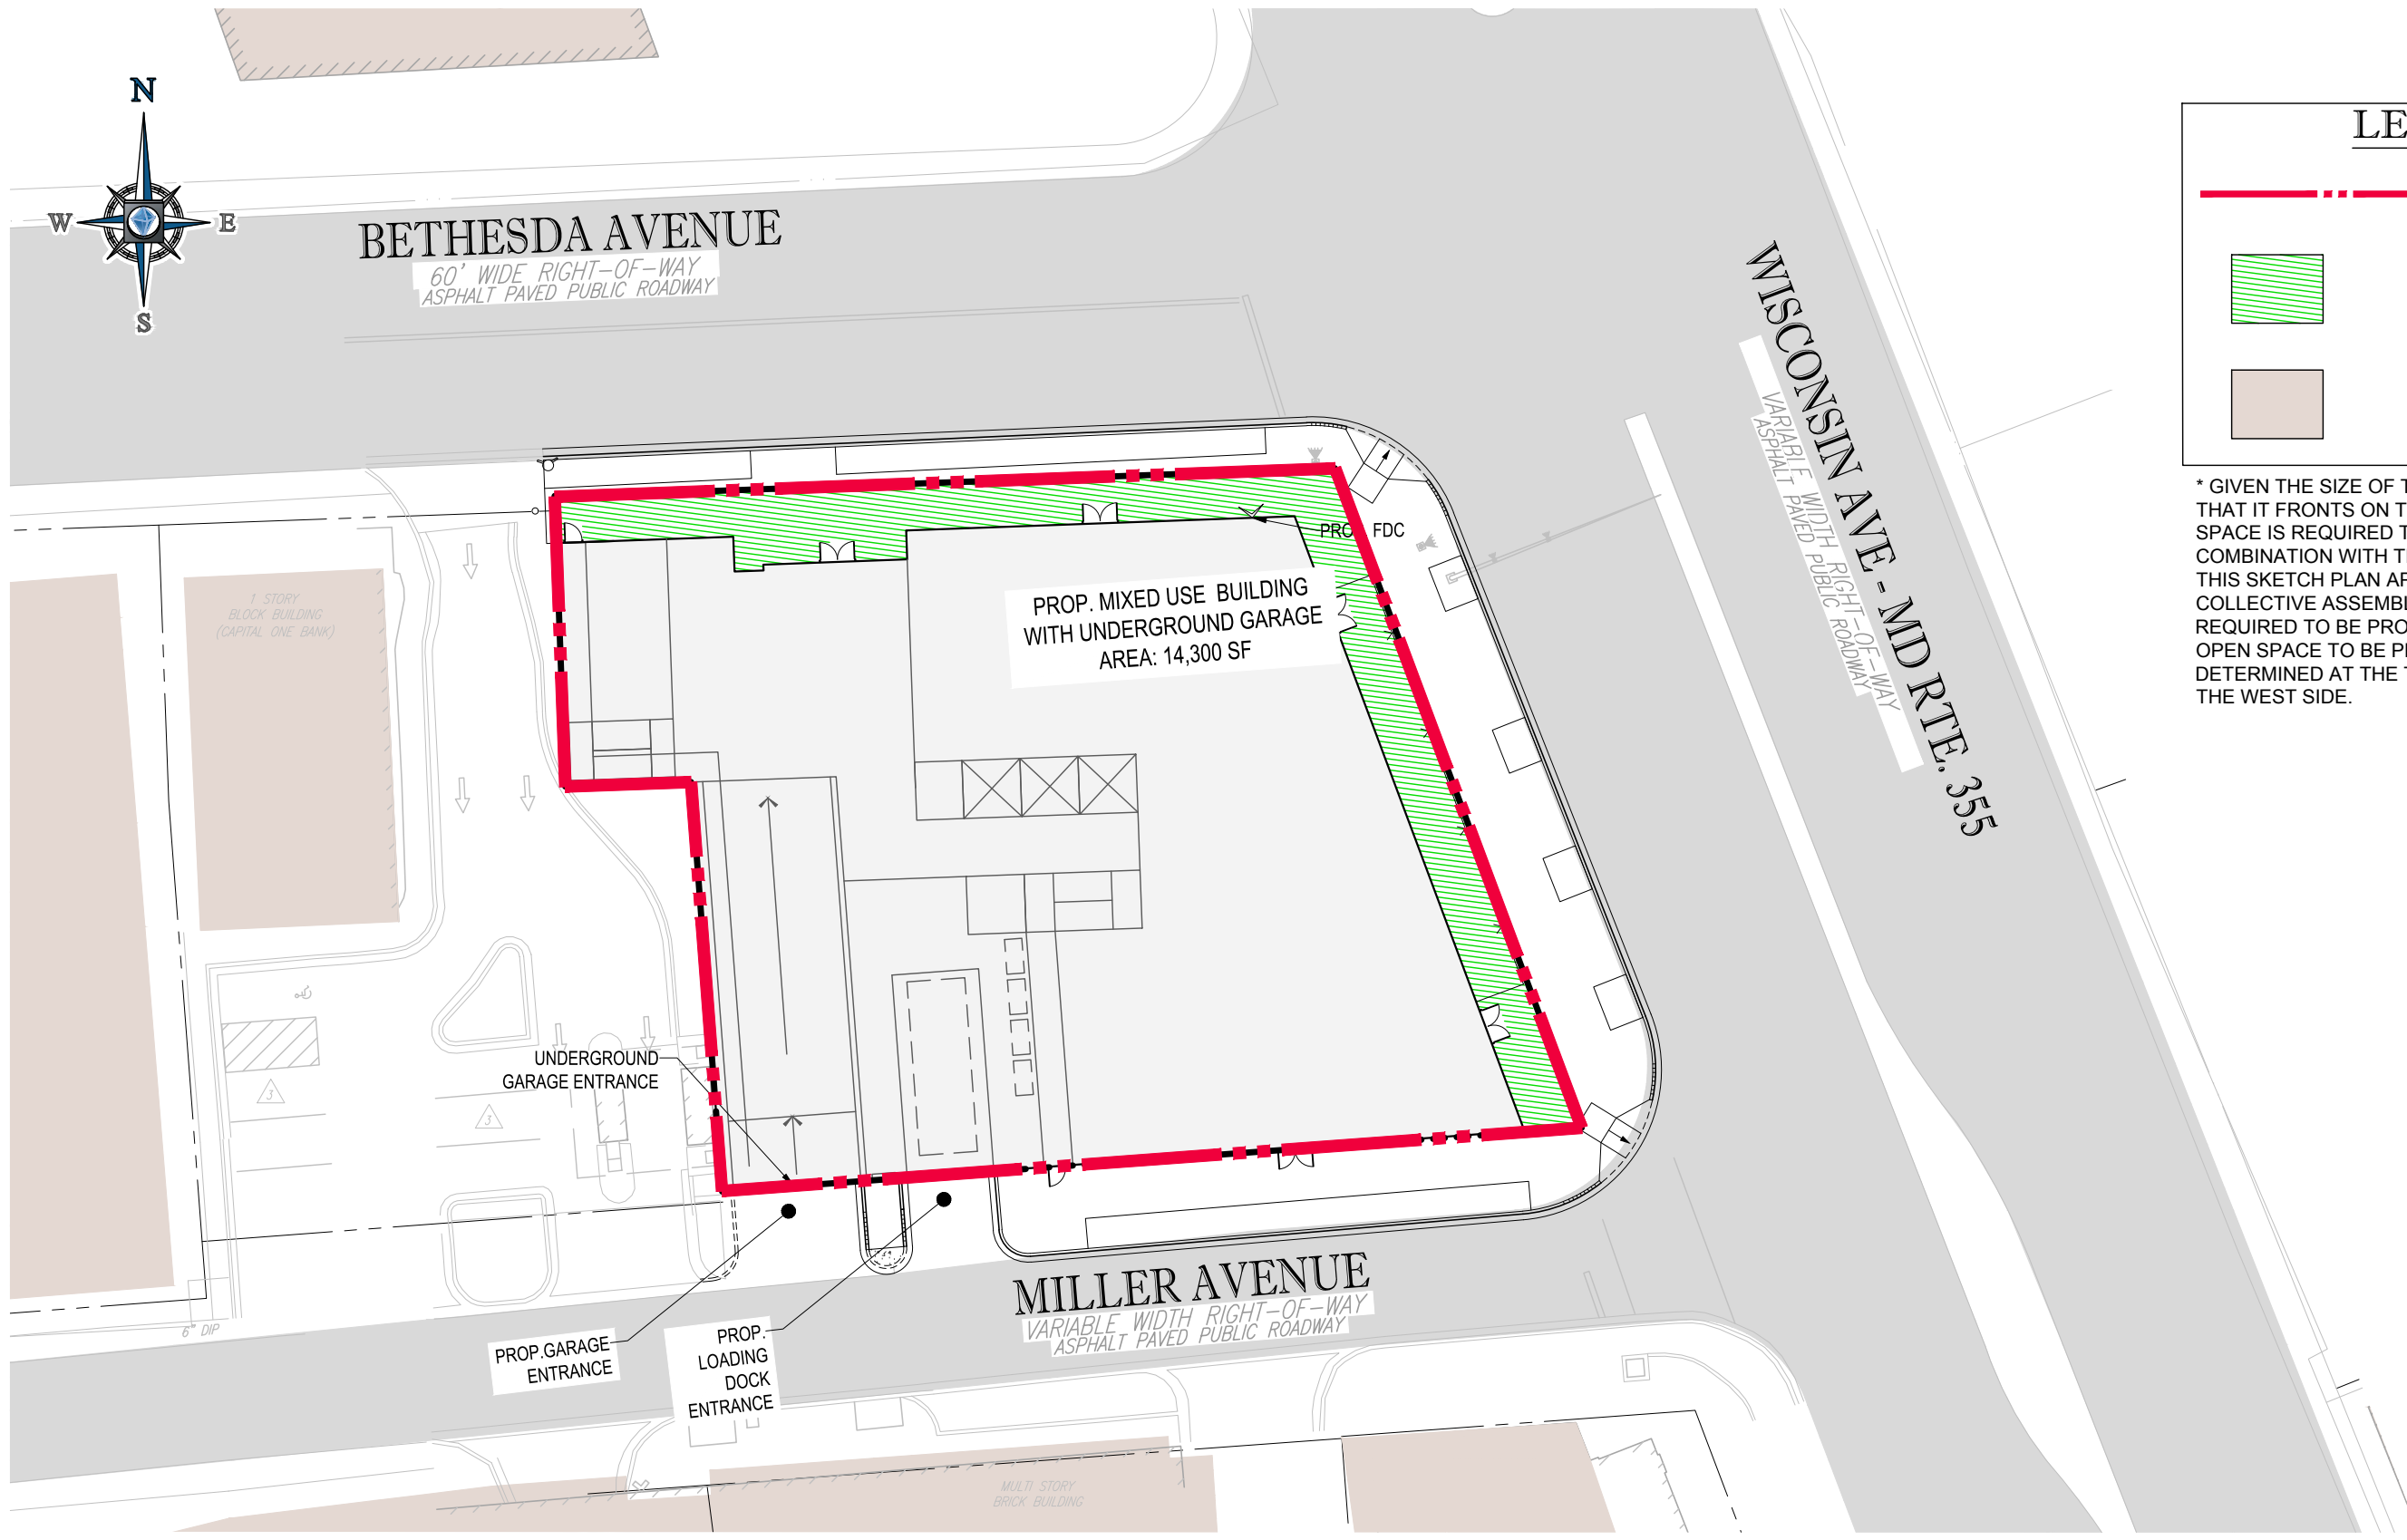 N
W
E
S
BETHESDA AVENUE
60' WIDE RIGHT-OF-WAY
ASPHALT PAVED PUBLIC ROADWAY
WISCONSIN AVE - MD RTE. 355
VARIABLE WIDTH RIGHT-OF-WAY
ASPHALT PAVED PUBLIC ROADWAY
LE
* GIVEN THE SIZE OF T
THAT IT FRONTS ON T
SPACE IS REQUIRED T
COMBINATION WITH T
THIS SKETCH PLAN AP
COLLECTIVE ASSEMBL
REQUIRED TO BE PRO
OPEN SPACE TO BE P
DETERMINED AT THE T
THE WEST SIDE.
1 STORY
BLOCK BUILDING
(CAPITAL ONE BANK)
PRO FDC
PROP. MIXED USE BUILDING
WITH UNDERGROUND GARAGE
AREA: 14,300 SF
UNDERGROUND
GARAGE ENTRANCE
3
3
6" DIP
PROP.GARAGE
ENTRANCE
PROP.
LOADING
DOCK
ENTRANCE
MILLER AVENUE
VARIABLE WIDTH RIGHT-OF-WAY
ASPHALT PAVED PUBLIC ROADWAY
MULTI STORY
BRICK BUILDING